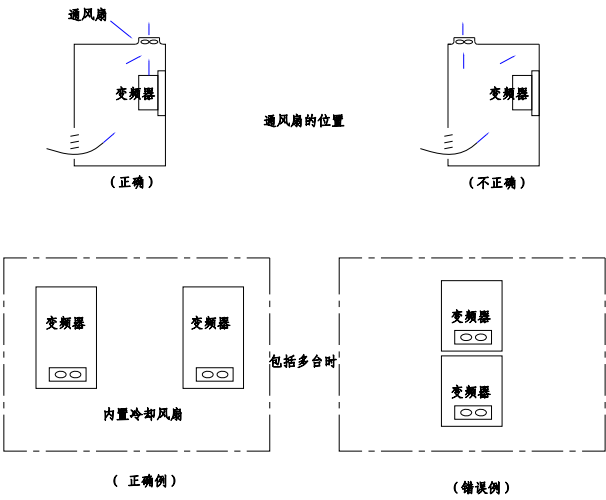 通风扇
变频器
变频器
通风扇的位置
(正确)
(不正确)
变频器
变频器
变频器
包括多台时
变频器
内置冷却风扇
( 正确例)
(错误例)